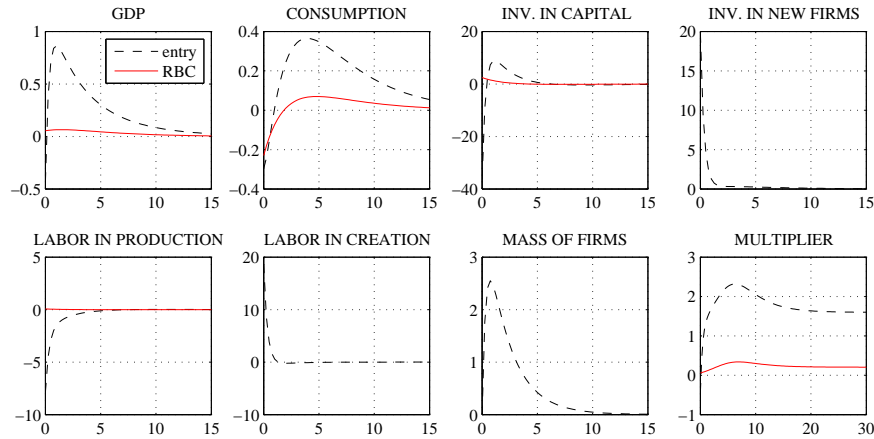 GDP
CONSUMPTION
INV. IN CAPITAL
INV. IN NEW FIRMS
1
0.5
0
−0.5
0 5 10 15
entry
RBC
0.4
0.2
0
−0.2
−0.4
0 5 10 15
20
0
−20
−40
0 5 10 15
20
15
10
5
0
0 5 10 15
LABOR IN PRODUCTION
LABOR IN CREATION
MASS OF FIRMS
MULTIPLIER
5
0
−5
−10
0 5 10 15
20
10
0
−10
0 5 10 15
3
2
1
0
0 5 10 15
3
2
1
0
−1
0 10 20 30